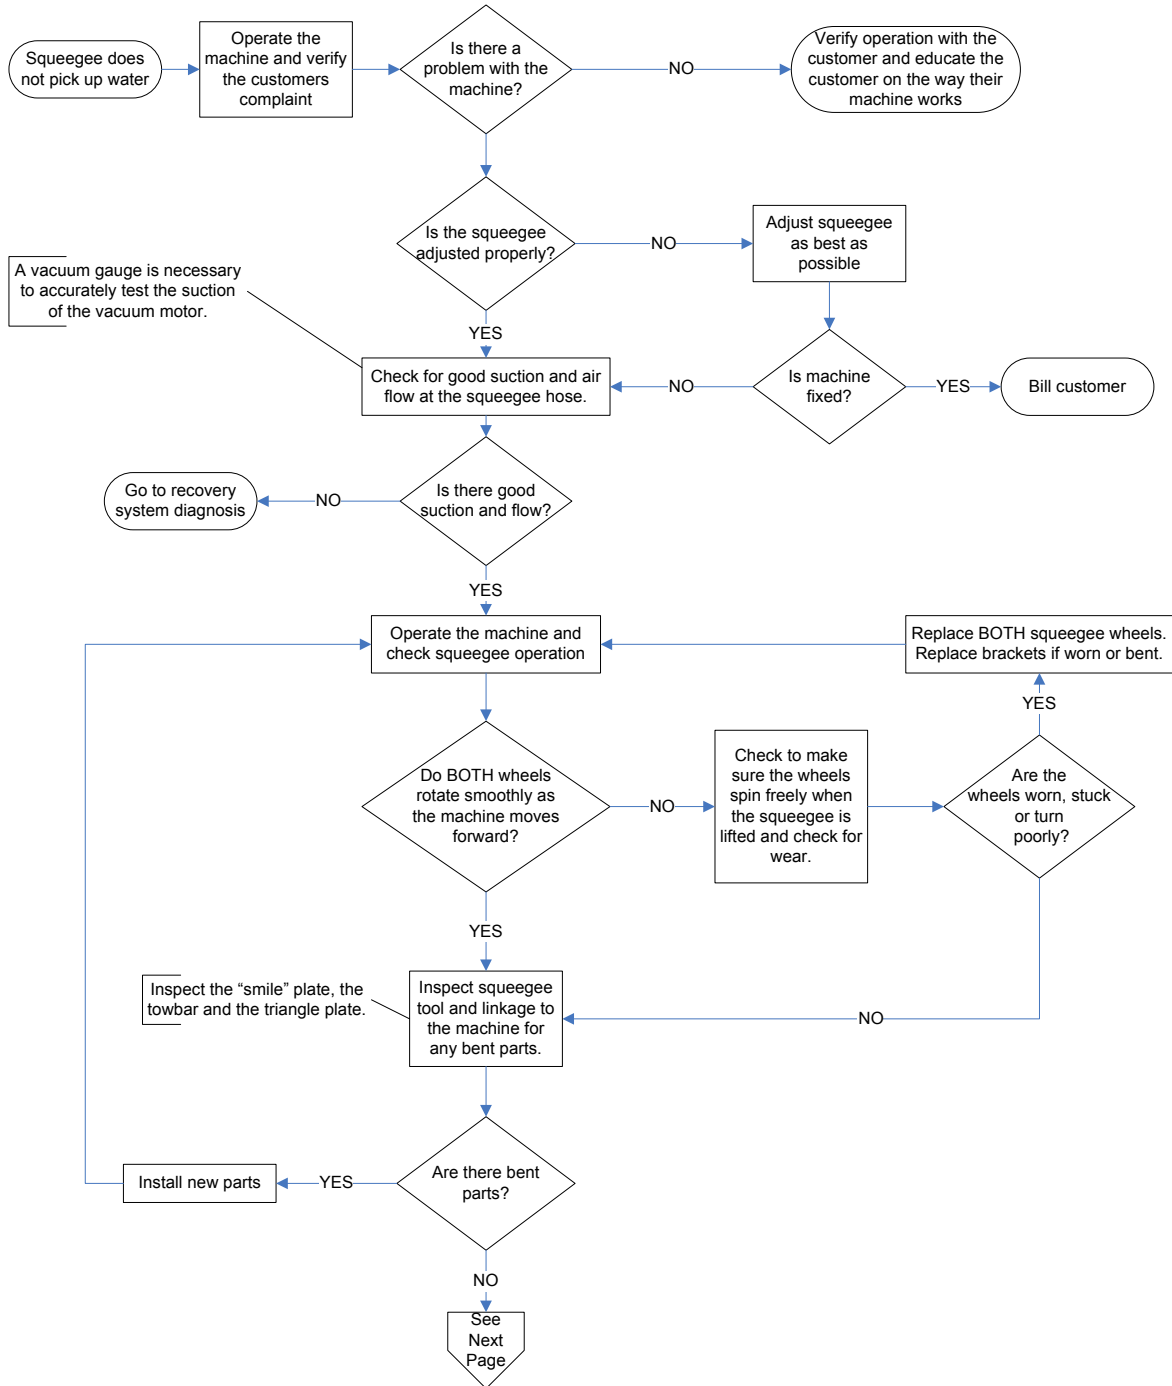 Squeegee does
not pick up water
Operate the
machine and verify
the customers
complaint
Is there a
problem with the
machine?
NO
Verify operation with the
customer and educate the
customer on the way their
machine works
Is the squeegee
adjusted properly?
NO
Adjust squeegee
as best as
possible
A vacuum gauge is necessary
to accurately test the suction
of the vacuum motor.
YES
Check for good suction and air
flow at the squeegee hose.
NO
Is machine
fixed?
YES
Bill customer
Go to recovery
system diagnosis
NO
Is there good
suction and flow?
YES
Operate the machine and
check squeegee operation
Replace BOTH squeegee wheels.
Replace brackets if worn or bent.
YES
Do BOTH wheels
rotate smoothly as
the machine moves
forward?
NO
Check to make
sure the wheels
spin freely when
the squeegee is
lifted and check for
wear.
Are the
wheels worn, stuck
or turn
poorly?
YES
Inspect the “smile” plate, the
towbar and the triangle plate.
Inspect squeegee
tool and linkage to
the machine for
any bent parts.
NO
Install new parts
YES
Are there bent
parts?
NO
See
Next
Page